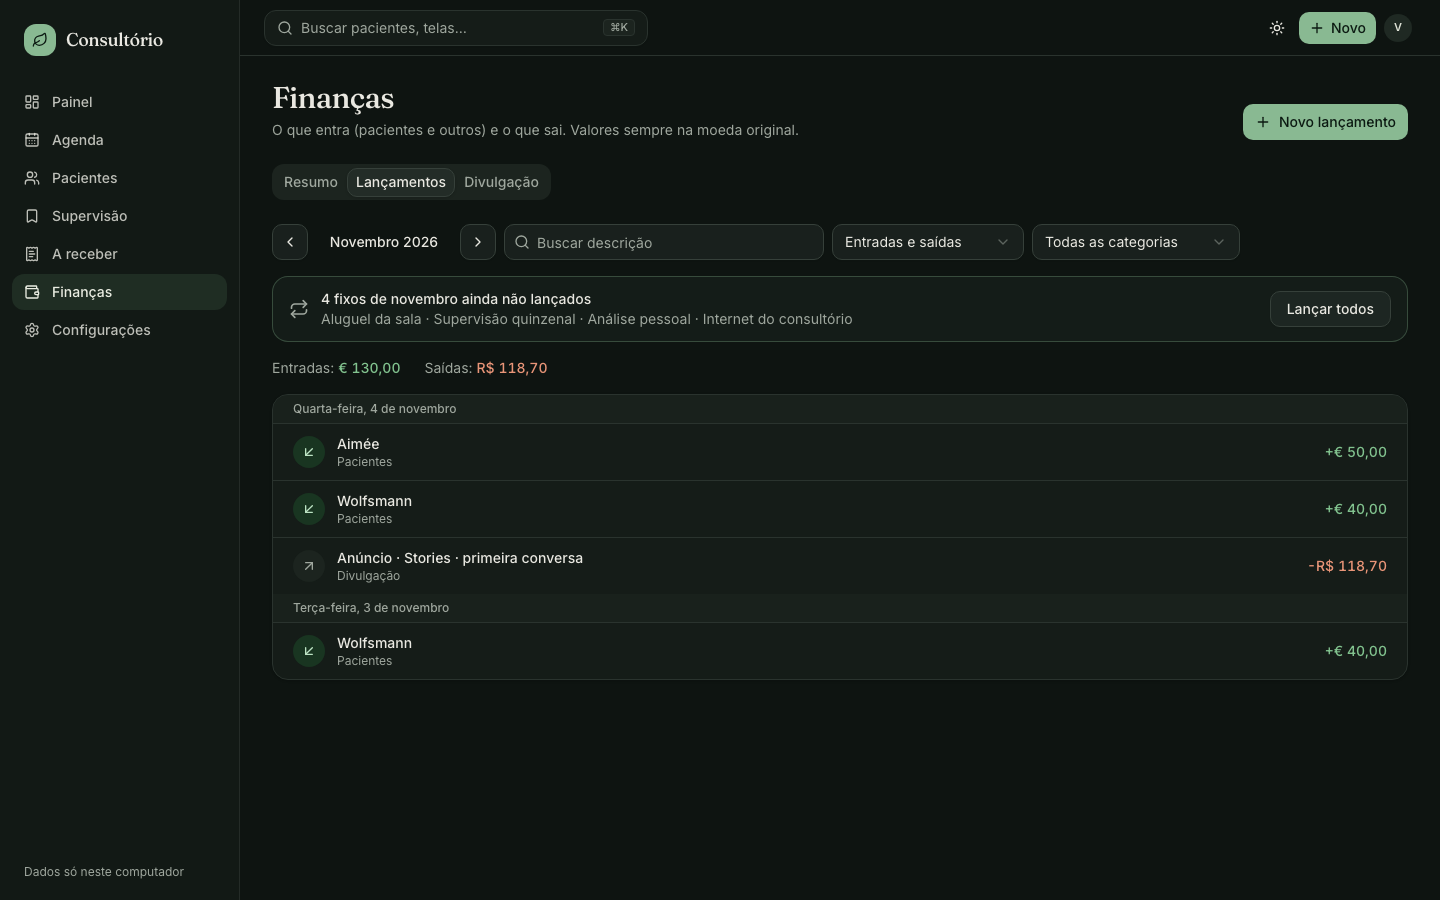 Consultório
Buscar pacientes, telas...
⌘K
Novo
V
Painel
Agenda
Pacientes
Supervisão
A receber
Finanças
Configurações
Dados só neste computador
Finanças
O que entra (pacientes e outros) e o que sai. Valores sempre na moeda original.
Novo lançamento
Resumo Lançamentos Divulgação
Novembro 2026
Buscar descrição
Entradas e saídas
Todas as categorias
4 fixos de novembro ainda não lançados
Aluguel da sala · Supervisão quinzenal · Análise pessoal · Internet do consultório
Lançar todos
Entradas: € 130,00 Saídas: R$ 118,70
Quarta-feira, 4 de novembro
Aimée
Pacientes
+€ 50,00
Wolfsmann
Pacientes
+€ 40,00
Anúncio · Stories · primeira conversa
Divulgação
-R$ 118,70
Terça-feira, 3 de novembro
Wolfsmann
Pacientes
+€ 40,00